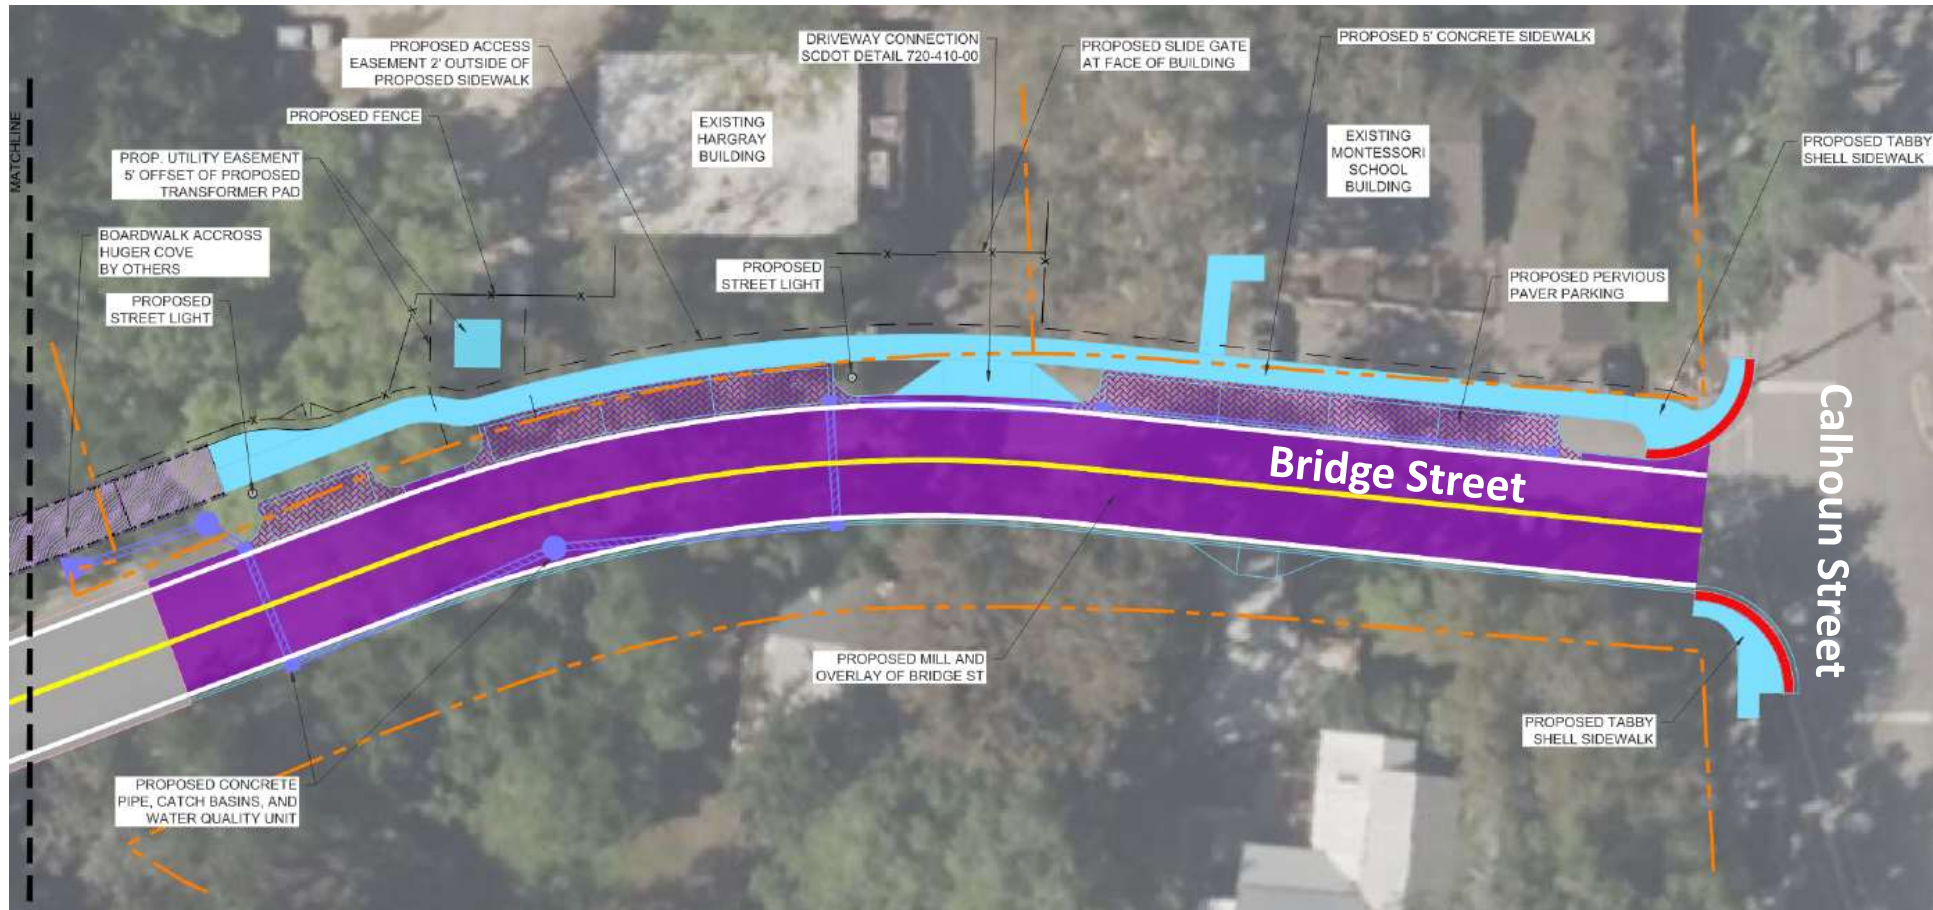 PROPOSED ACCESS
EASEMENT 2' OUTSIDE OF
PROPOSED SIDEWALK
DRIVEWAY CONNECTION
SCDOT DETAIL 720-410-00
PROPOSED SLIDE GATE
AT FACE OF BUILDING
PROPOSED 5' CONCRETE SIDEWALK
MATCHLINE
PROPOSED FENCE
EXISTING
HARGRAY
BUILDING
EXISTING
MONTESSORI
SCHOOL
BUILDING
PROPOSED TABBY
SHELL SIDEWALK
PROP. UTILITY EASEMENT
5' OFFSET OF PROPOSED
TRANSFORMER PAD
BOARDWALK ACCROSS
HUGER COVE
BY OTHERS
PROPOSED
STREET LIGHT
PROPOSED
STREET LIGHT
PROPOSED PERVIOUS
PAVER PARKING
Bridge Street
Calhoun Street
PROPOSED MILL AND
OVERLAY OF BRIDGE ST
PROPOSED TABBY
SHELL SIDEWALK
PROPOSED CONCRETE
PIPE, CATCH BASINS, AND
WATER QUALITY UNIT